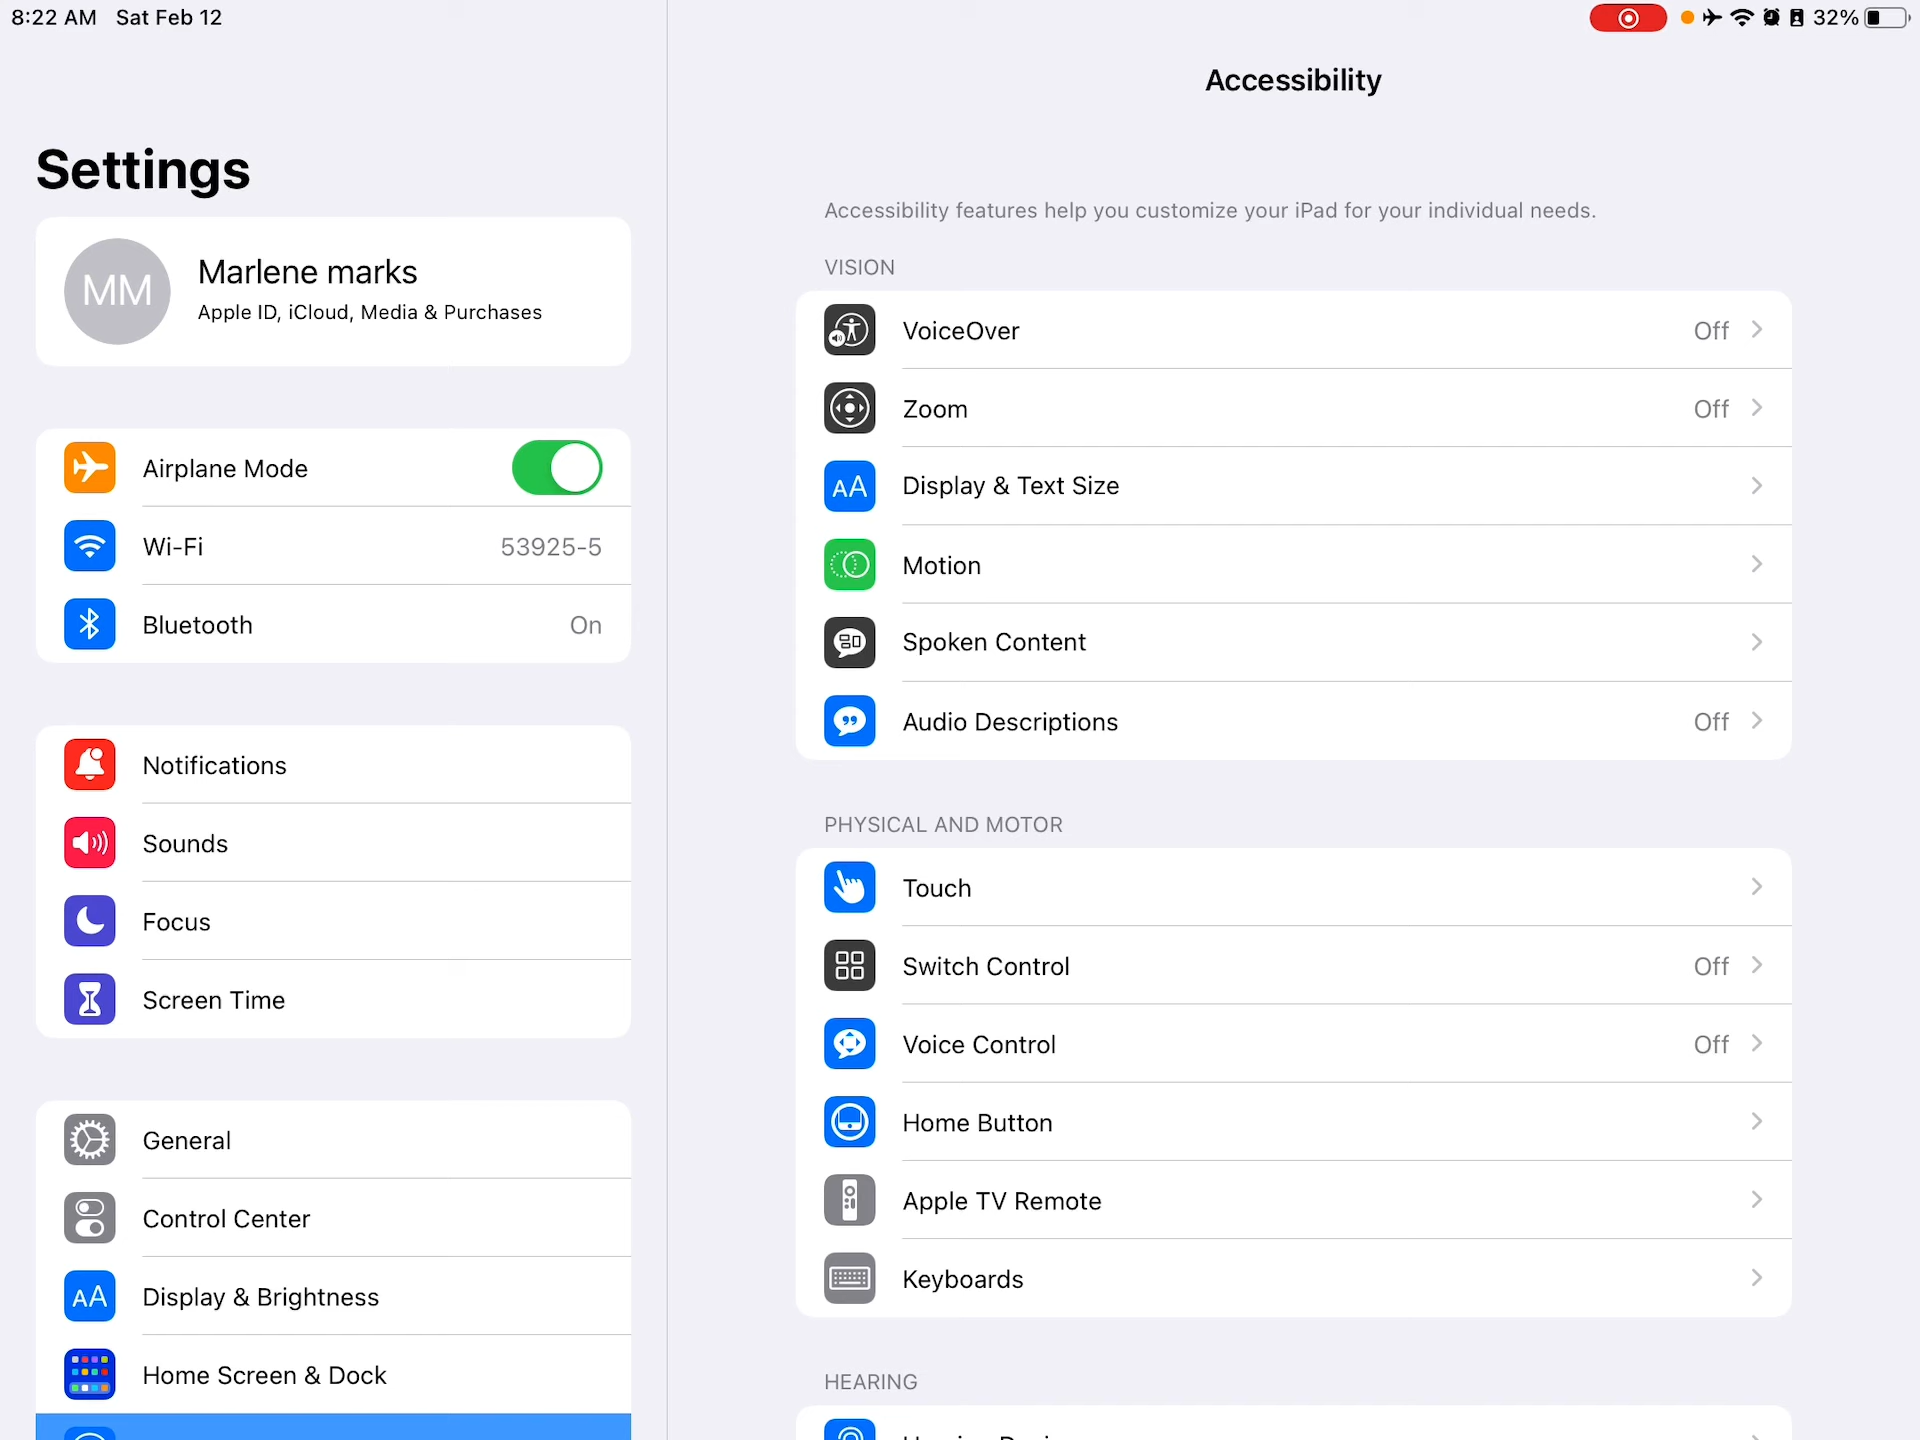 8:22 AM Sat Feb 12
32%
Settings
MM
Marlene marks
Apple ID, iCloud, Media & Purchases
Airplane Mode
Wi-Fi 53925-5
Bluetooth On
Notifications
Sounds
Focus
Screen Time
General
Control Center
AA Display & Brightness
Home Screen & Dock
Accessibility
Accessibility features help you customize your iPad for your individual needs.
VISION
VoiceOver Off
Zoom Off
AA Display & Text Size
Motion
Spoken Content
Audio Descriptions Off
PHYSICAL AND MOTOR
Touch
Switch Control Off
Voice Control Off
Home Button
Apple TV Remote
Keyboards
HEARING